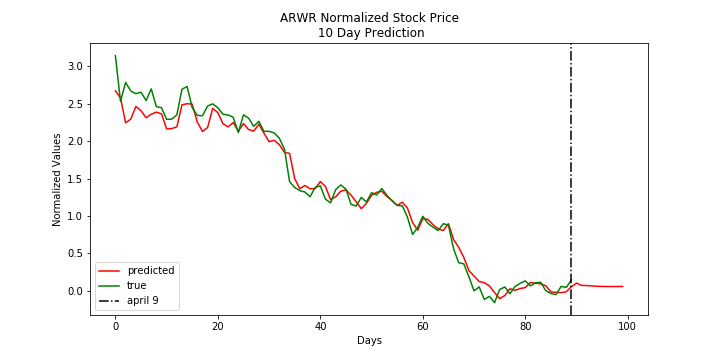 ARWR Normalized Stock Price
10 Day Prediction
Normalized Values
3.0
2.5
2.0
1.5
1.0
0.5
0.0
predicted
true
april 9
0 20 40 60 80 100
Days